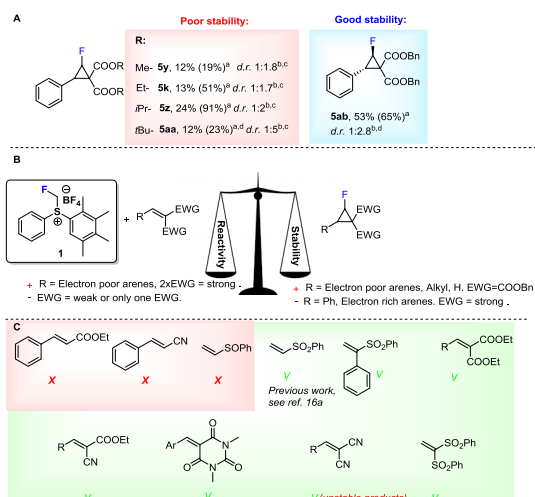 A
Poor stability:
Good stability:
F
COOR
COOR
R:
Me- 5y, 12% (19%)a d.r. 1:1.8b,c
Et- 5k, 13% (51%)a d.r. 1:1.7b,c
iPr- 5z, 24% (91%)a d.r. 1:2b,c
tBu- 5aa, 12% (23%)a,d d.r. 1:5b,c
F
COOBn
COOBn
5ab, 53% (65%)a
d.r. 1:2.8b,d
B
F
BF4
S
1
+
R
EWG
EWG
Reactivity
Stability
F
EWG
EWG
R
+ R = Electron poor arenes, 2xEWG = strong .
- EWG = weak or only one EWG.
+ R = Electron poor arenes, Alkyl, H. EWG=COOBn
- R = Ph, Electron rich arenes. EWG = strong .
C
COOEt
X
CN
X
SOPh
X
SO2Ph
V
Previous work,
see ref. 16a
SO2Ph
V
R
COOEt
COOEt
V
R
COOEt
CN
V
Ar
O
N
O
N
O
V
R
CN
CN
V (unstable products)
SO2Ph
SO2Ph
V